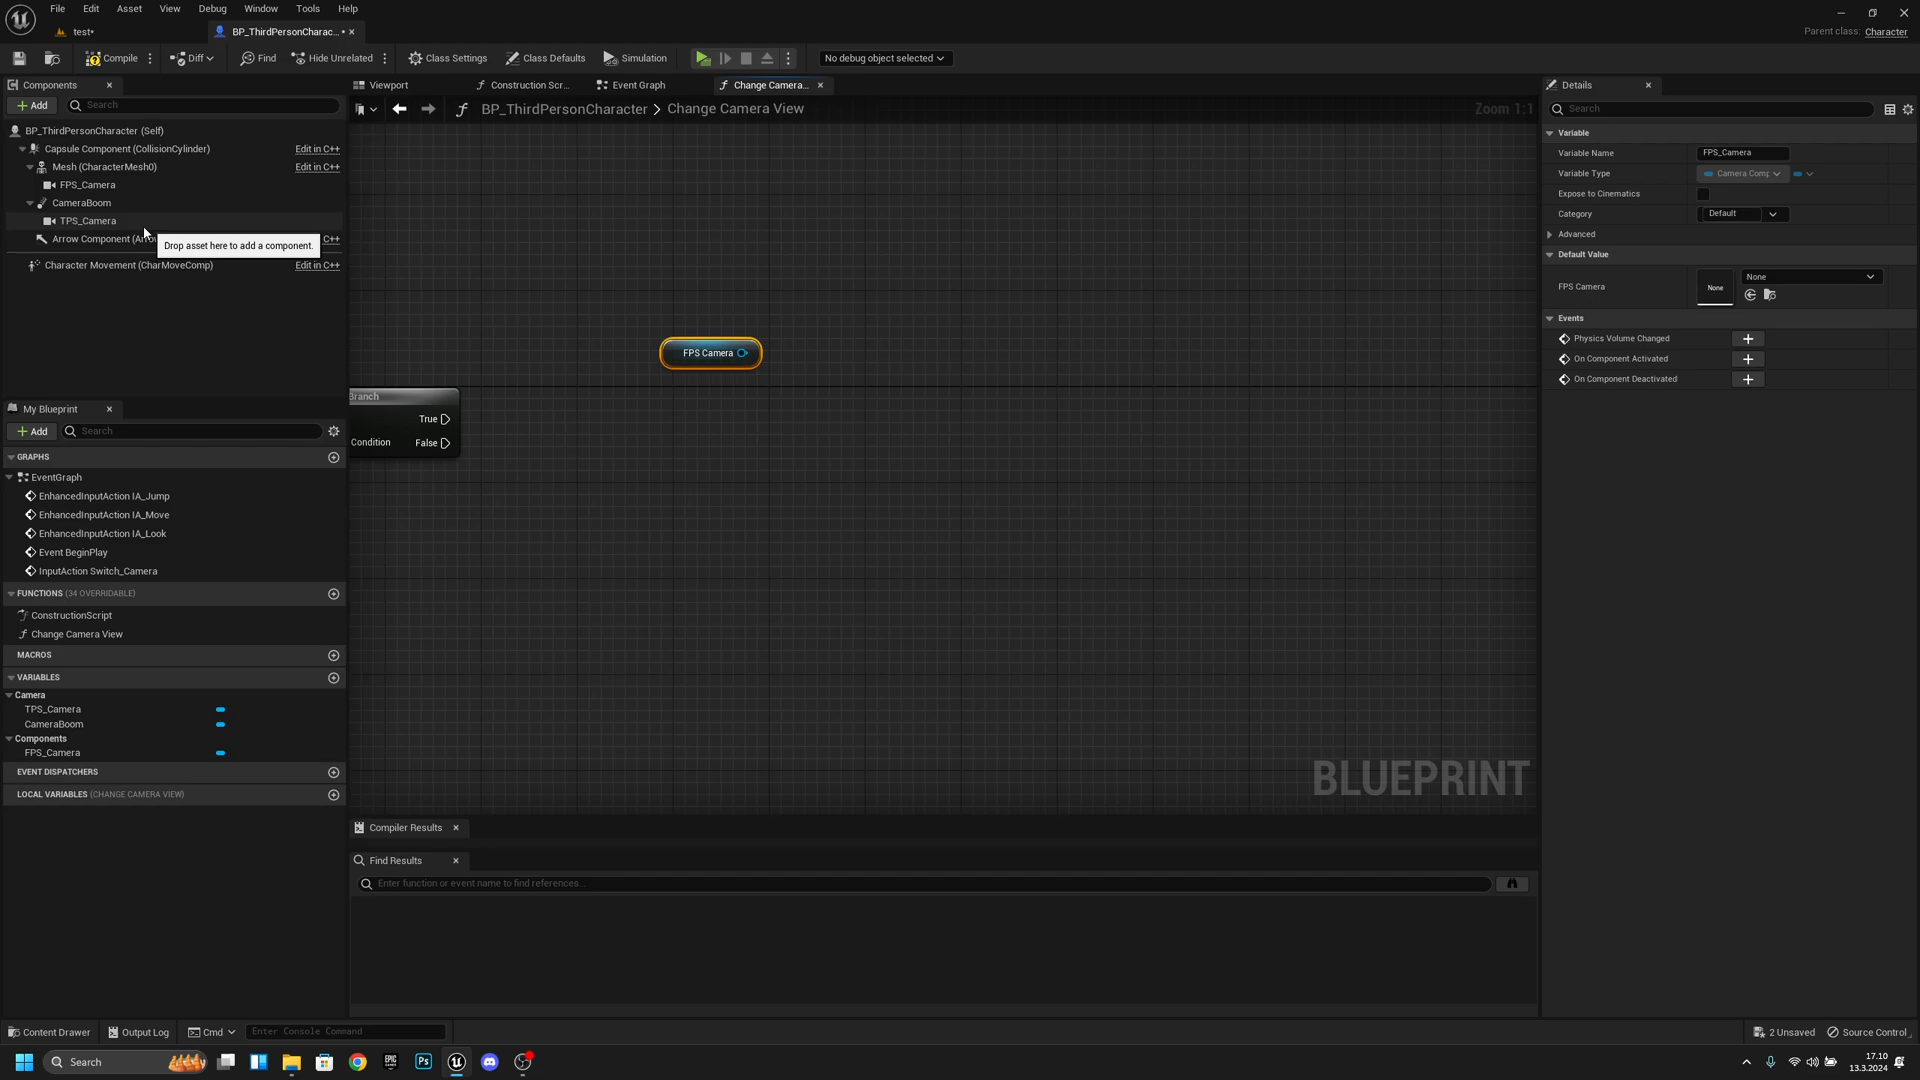 File Edit Asset View Debug Window Tools Help
test*
BP_ThirdPersonCharac... •
Parent class: Character
Compile Diff Find Hide Unrelated Class Settings Class Defaults Simulation No debug object selected
Components
Add Search
BP_ThirdPersonCharacter (Self)
Capsule Component (CollisionCylinder) Edit in C++
Mesh (CharacterMesh0) Edit in C++
FPS_Camera
CameraBoom
TPS_Camera
Arrow Component (Arro C++
Drop asset here to add a component.
Character Movement (CharMoveComp) Edit in C++
My Blueprint
Add Search
GRAPHS
EventGraph
EnhancedInputAction IA_Jump
EnhancedInputAction IA_Move
EnhancedInputAction IA_Look
Event BeginPlay
InputAction Switch_Camera
FUNCTIONS (34 OVERRIDABLE)
ConstructionScript
Change Camera View
MACROS
VARIABLES
Camera
TPS_Camera
CameraBoom
Components
FPS_Camera
EVENT DISPATCHERS
LOCAL VARIABLES (CHANGE CAMERA VIEW)
Viewport Construction Scr... Event Graph Change Camera...
BP_ThirdPersonCharacter > Change Camera View
Zoom 1:1
FPS Camera
Branch
True
Condition False
BLUEPRINT
Compiler Results
Find Results
Enter function or event name to find references...
Details
Search
Variable
Variable Name FPS_Camera
Variable Type Camera Comp
Expose to Cinematics
Category Default
Advanced
Default Value
FPS Camera None None
Events
Physics Volume Changed
On Component Activated
On Component Deactivated
Content Drawer Output Log Cmd Enter Console Command
2 Unsaved Source Control
Search
EPIC GAMES
Ps
17.10
13.3.2024